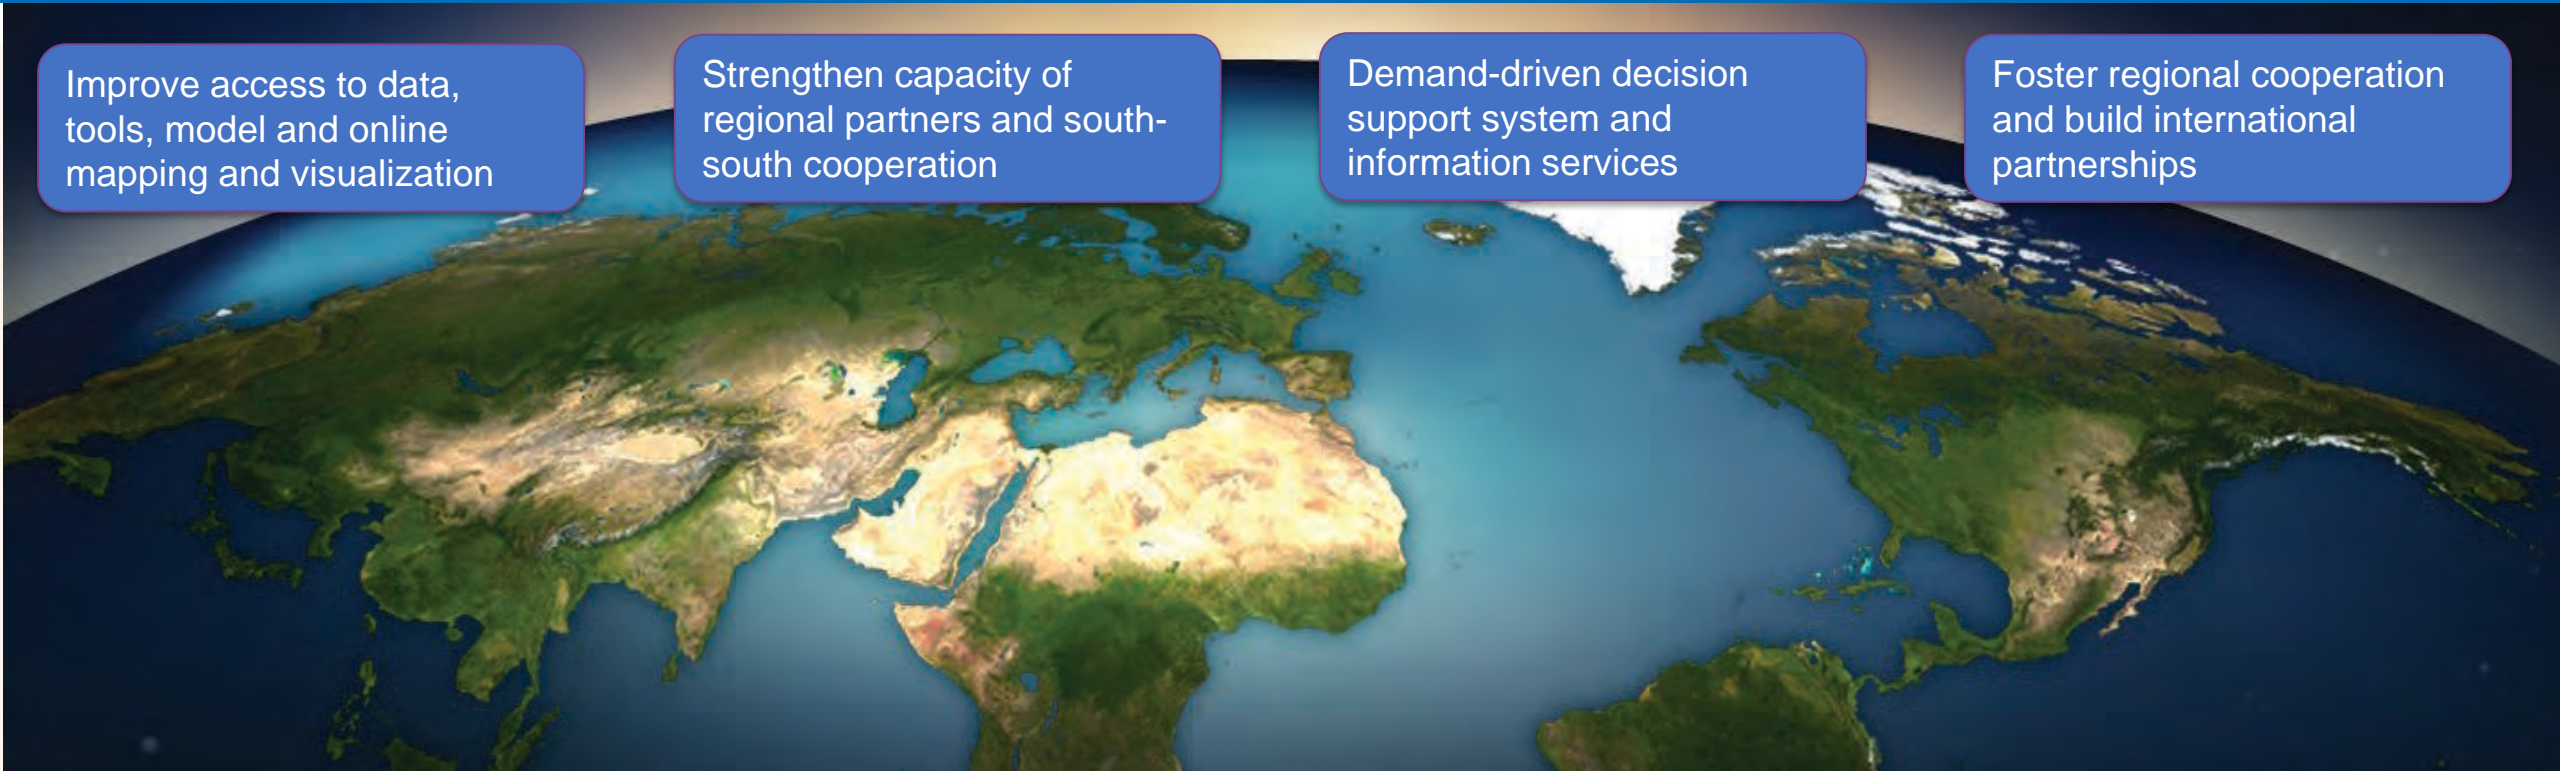 Improve access to data,
tools, model and online
mapping and visualization
Strengthen capacity of
regional partners and south-
south cooperation
Demand-driven decision
support system and
information services
Foster regional cooperation
and build international
partnerships